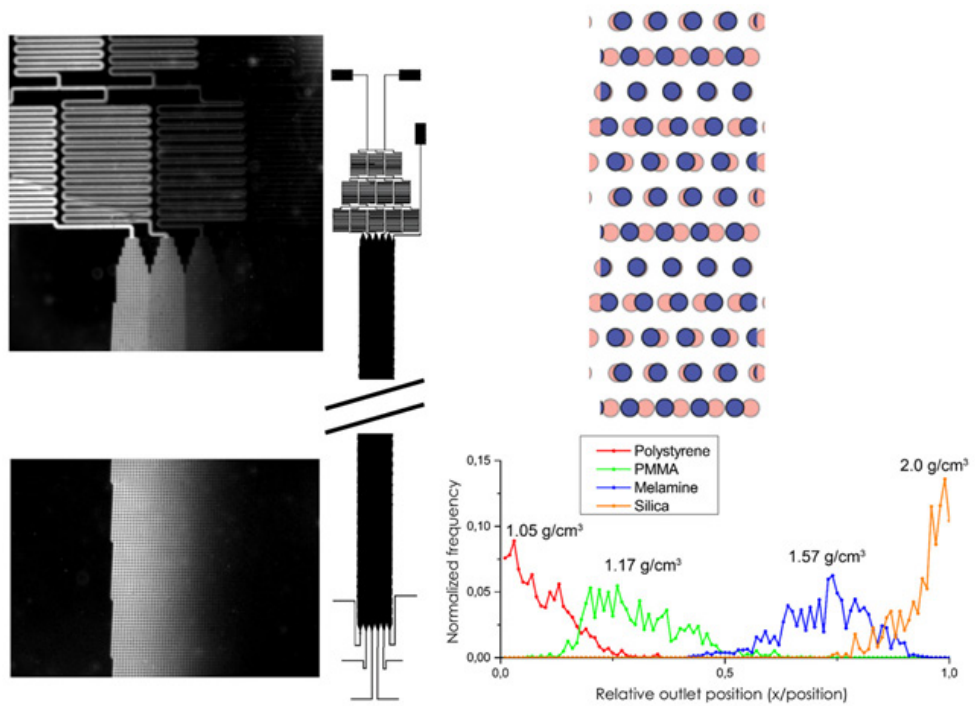 Polystyrene
PMMA
Melamine
Silica
2.0 g/cm³
1.05 g/cm³
1.17 g/cm³
1.57 g/cm³
Normalized frequency
0,15
0,10
0,05
0,00
0,0
0,5
1,0
Relative outlet position (x/position)